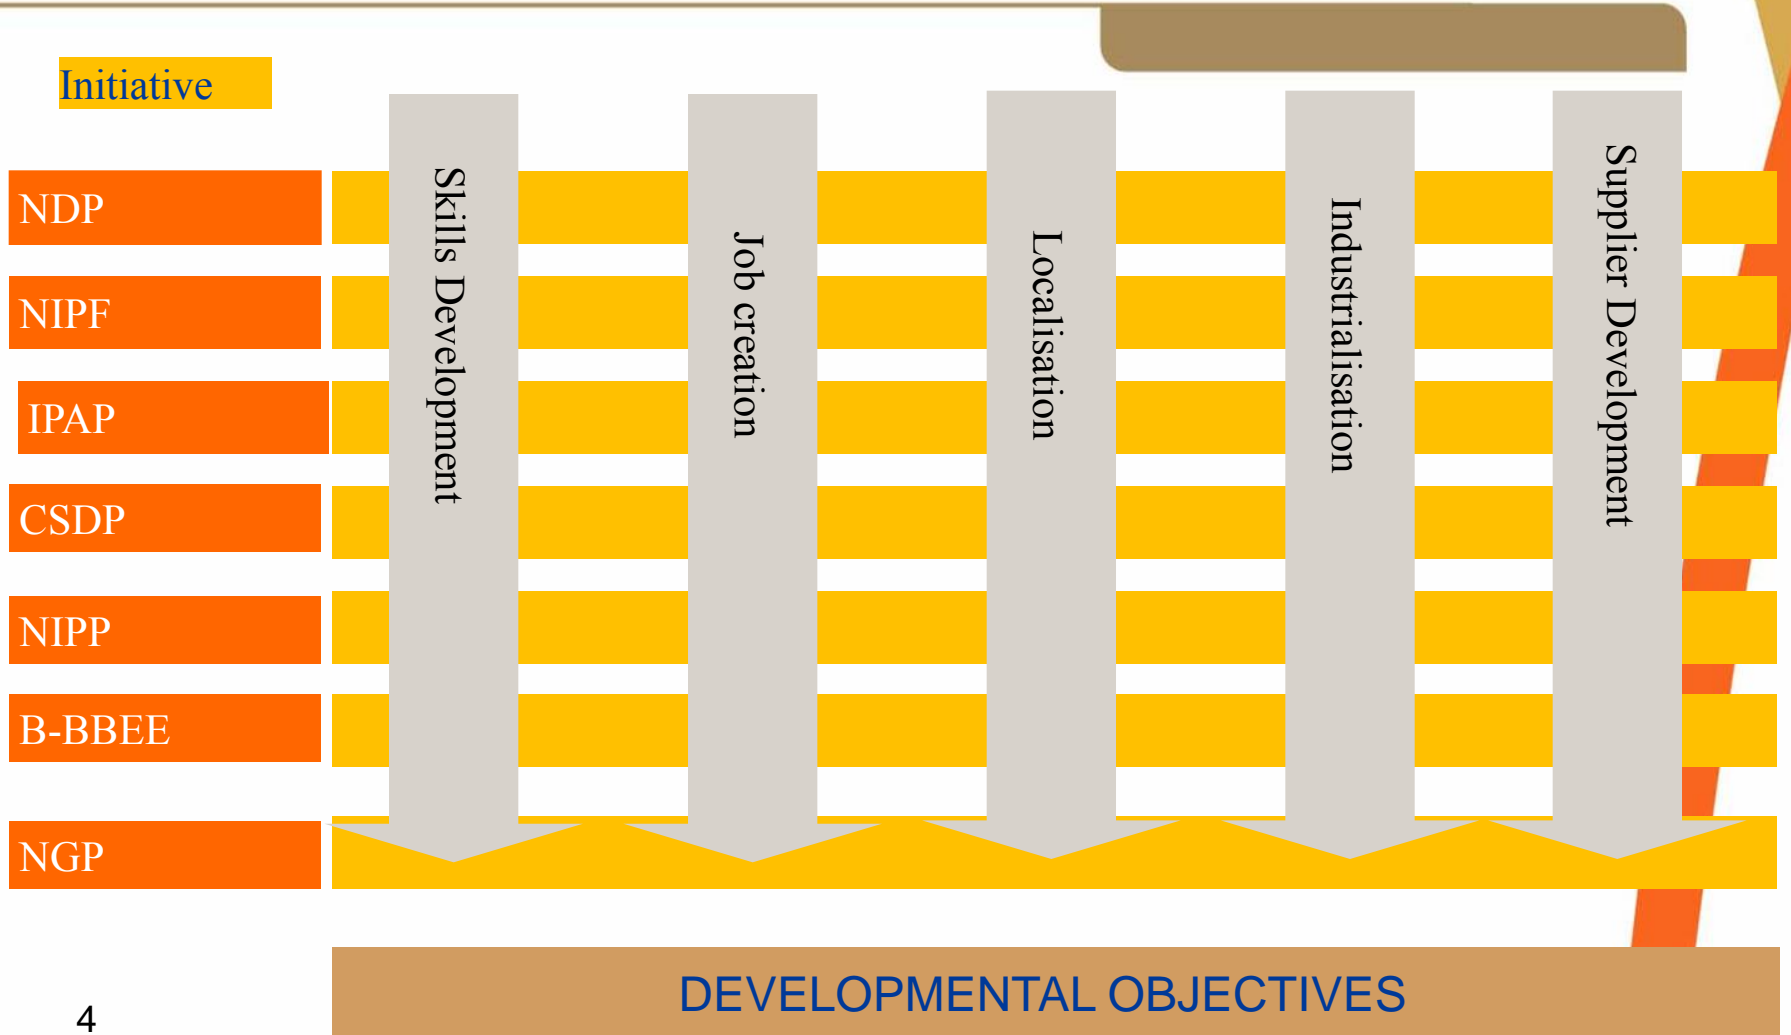 Initiative
NDP
NIPF
IPAP
CSDP
NIPP
B-BBEE
NGP
Skills Development
Job creation
Localisation
Industrialisation
Supplier Development
DEVELOPMENTAL OBJECTIVES
4